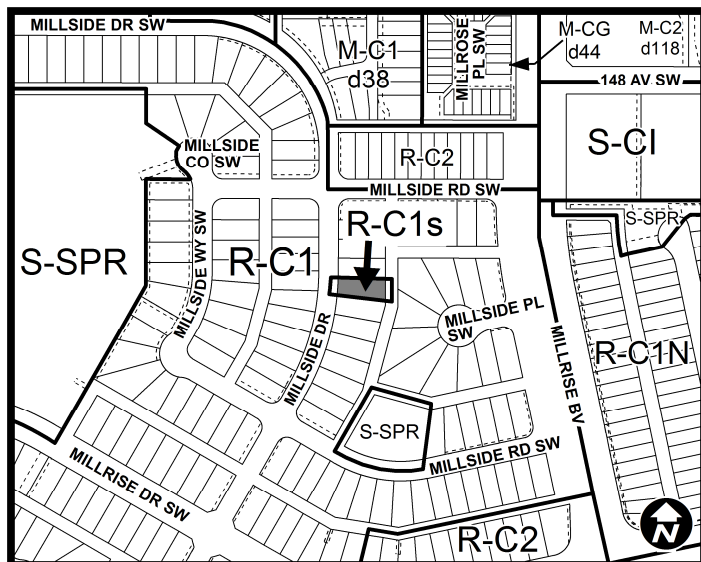 MILLSIDE DR SW
M-C1
d38
MILLROSE
PL SW
M-CG
d44
M-C2
d118
148 AV SW
MILLSIDE
CO SW
R-C2
S-CI
MILLSIDE RD SW
S-SPR
R-C1s
S-SPR
R-C1
MILLSIDE WY SW
MILLSIDE DR
MILLSIDE PL
SW
MILLRISE BV
R-C1N
S-SPR
MILLSIDE RD SW
MILLRISE DR SW
R-C2
N